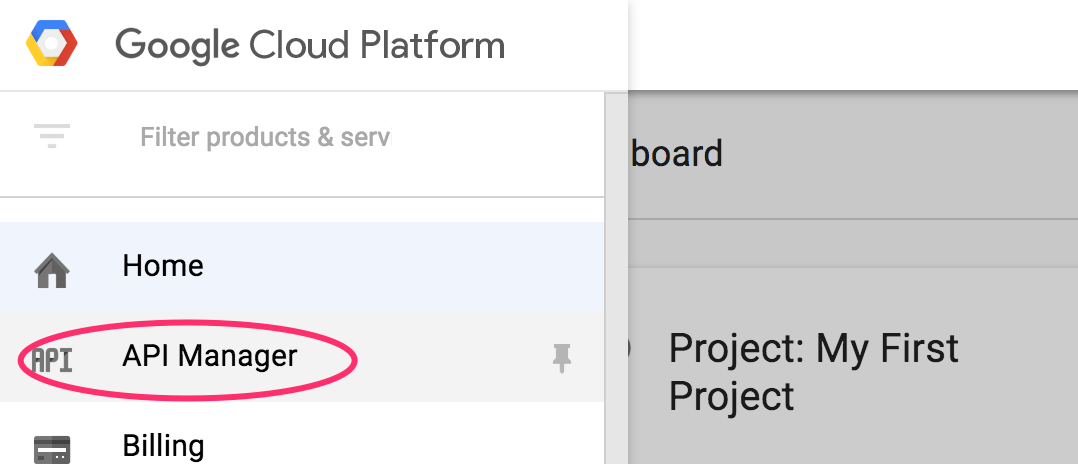 Google Cloud Platform
Filter products & serv
board
Home
API API Manager
Project: My First
Project
Billing